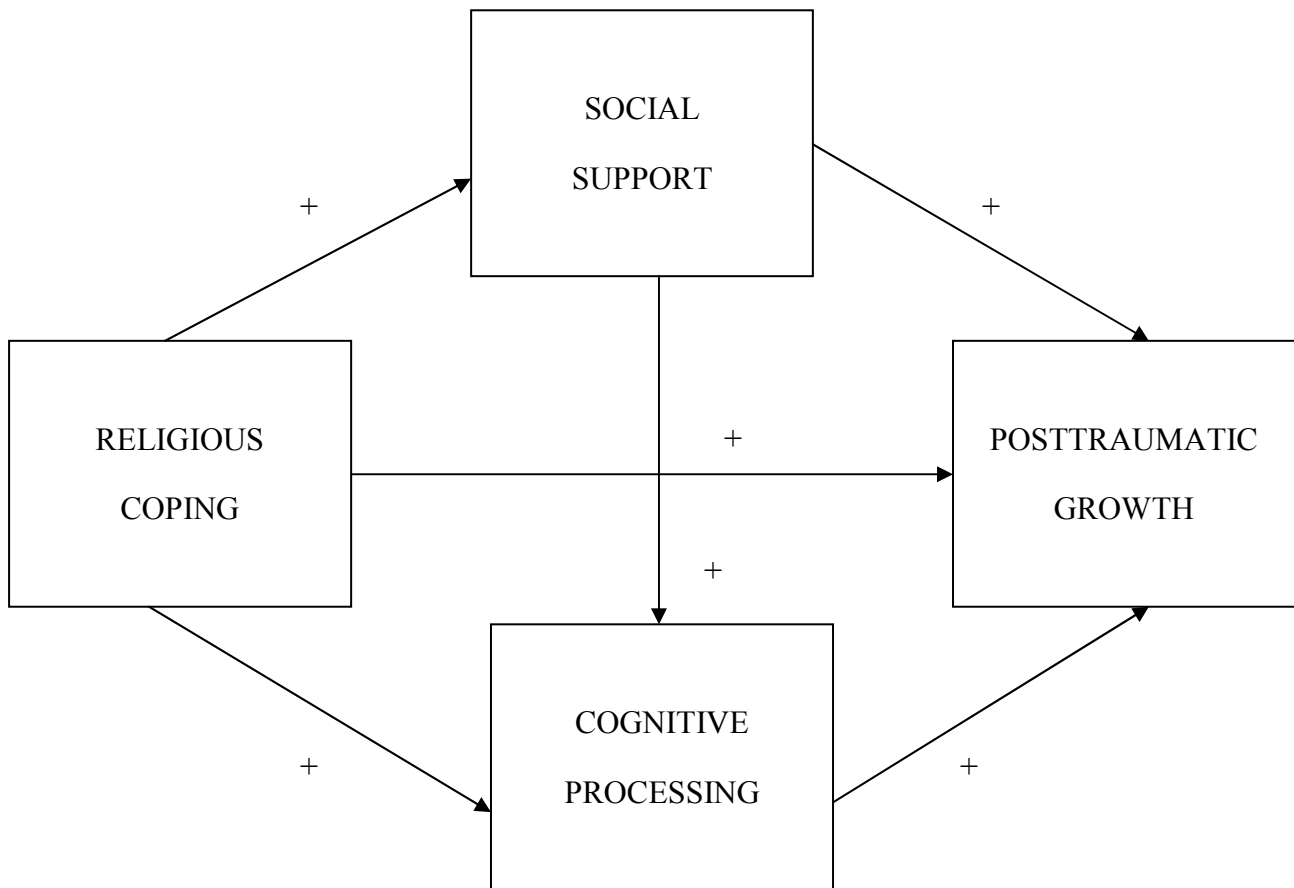 SOCIAL
SUPPORT
+
+
RELIGIOUS
COPING
+
POSTTRAUMATIC
GROWTH
+
COGNITIVE
PROCESSING
+
+